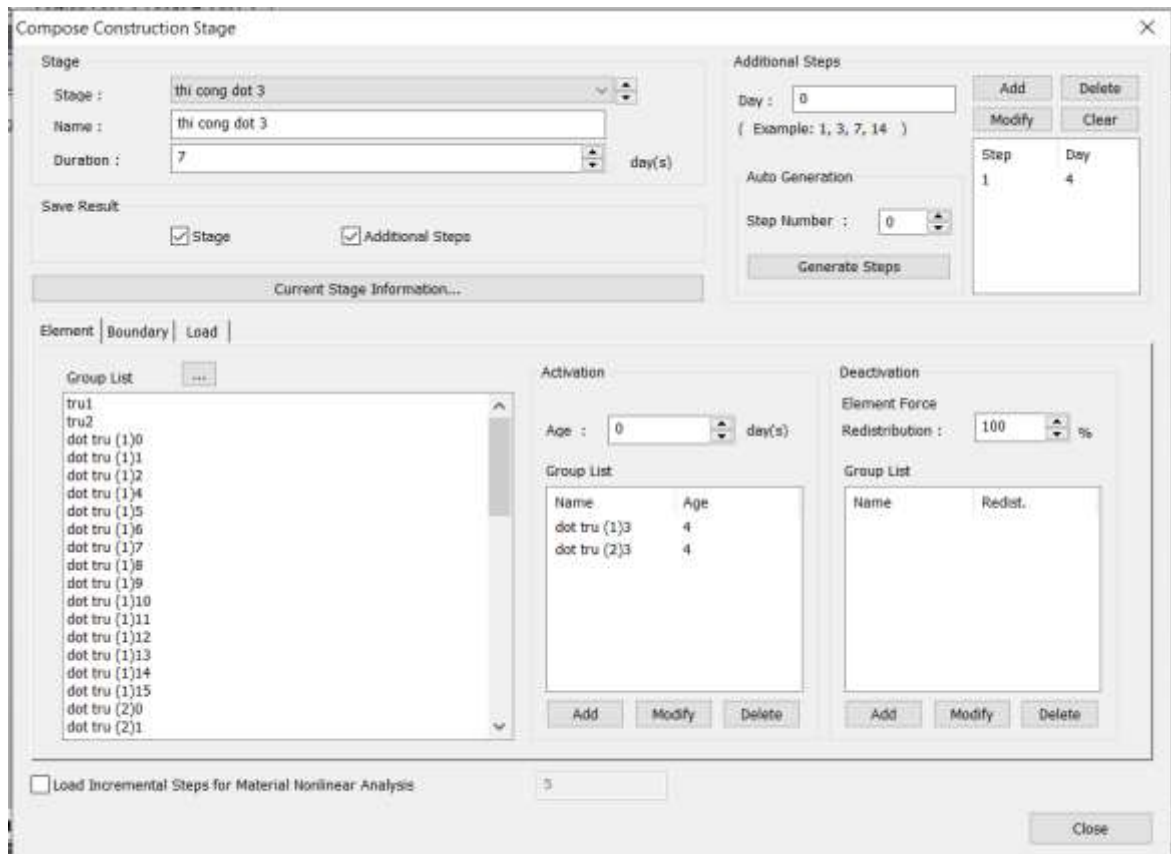 Compose Construction Stage
Stage
Stage :
thi cong dot 3
Name :
thi cong dot 3
Duration :
7
day(s)
Save Result
Stage
Additional Steps
Current Stage Information...
Additional Steps
Day :
0
( Example: 1, 3, 7, 14 )
Add
Delete
Modify
Clear
Auto Generation
Step Number :
0
Generate Steps
Step Day
1 4
Element
Boundary
Load
Group List
...
tru1
tru2
dot tru (1)0
dot tru (1)1
dot tru (1)2
dot tru (1)4
dot tru (1)5
dot tru (1)6
dot tru (1)7
dot tru (1)8
dot tru (1)9
dot tru (1)10
dot tru (1)11
dot tru (1)12
dot tru (1)13
dot tru (1)14
dot tru (1)15
dot tru (2)0
dot tru (2)1
Activation
Age :
0
day(s)
Group List
Name Age
dot tru (1)3 4
dot tru (2)3 4
Add
Modify
Delete
Deactivation
Element Force
Redistribution :
100
%
Group List
Name Redist.
Add
Modify
Delete
Load Incremental Steps for Material Nonlinear Analysis
5
Close